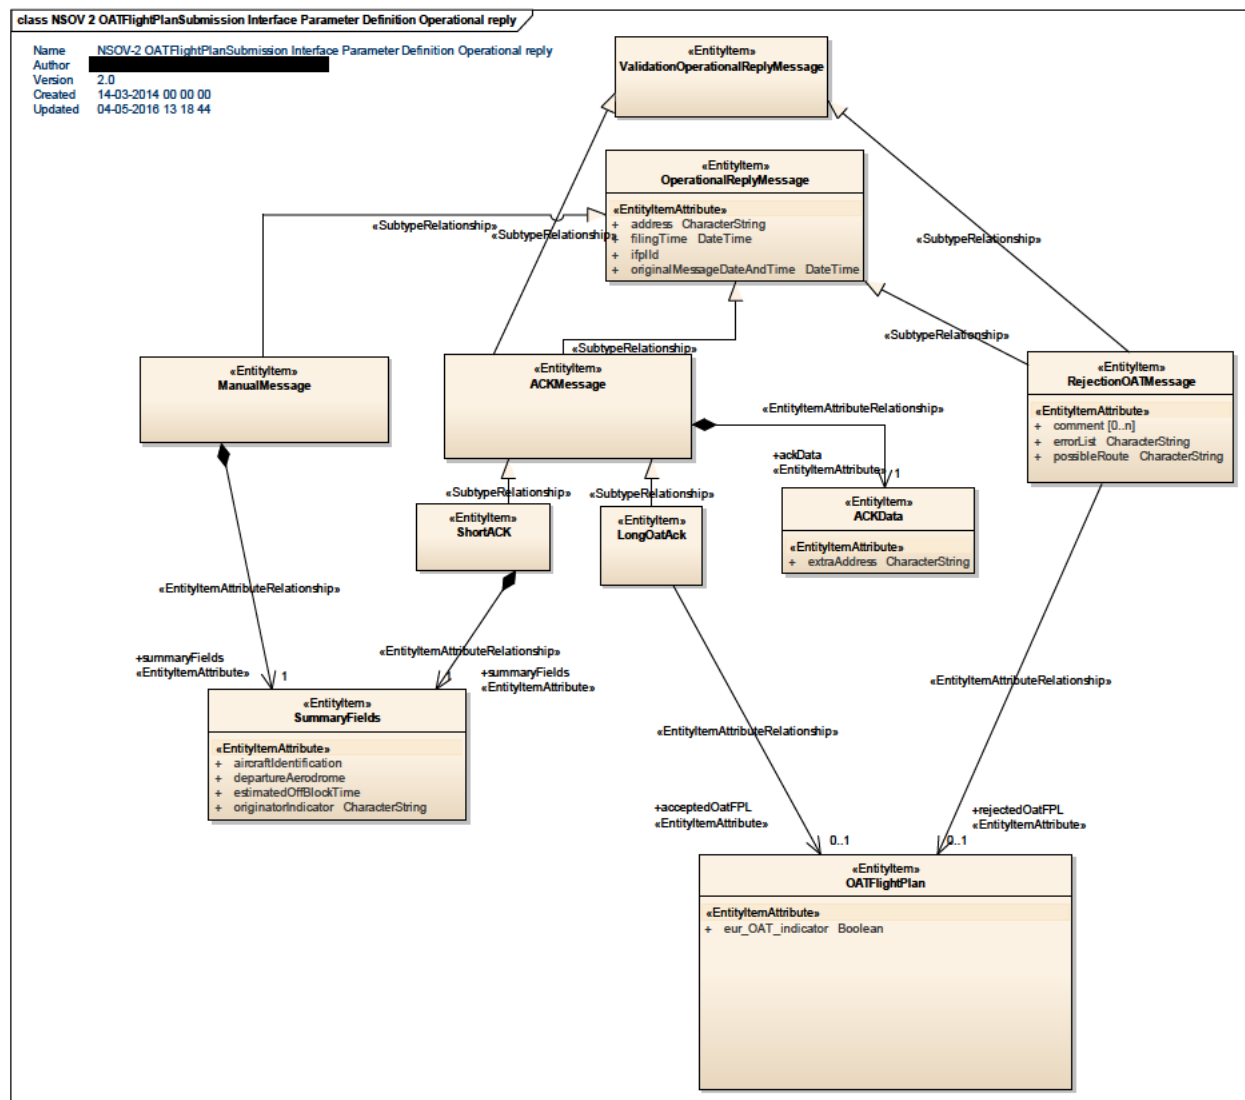 class NSOV 2 OATFlightPlanSubmission Interface Parameter Definition Operational reply
Name NSOV-2 OATFlightPlanSubmission Interface Parameter Definition Operational reply
Author
Version 2.0
Created 14-03-2014 00 00 00
Updated 04-05-2016 13 18 44
«EntityItem»
ValidationOperationalReplyMessage
«EntityItem»
OperationalReplyMessage
«EntityItemAttribute»
+ address CharacterString
+ filingTime DateTime
+ ifplId
+ originalMessageDateAndTime DateTime
«SubtypeRelationship»
«SubtypeRelationship»
«SubtypeRelationship»
«SubtypeRelationship»
«SubtypeRelationship»
«EntityItem»
ManualMessage
«EntityItem»
ACKMessage
«EntityItem»
RejectionOATMessage
«EntityItemAttribute»
+ comment [0..n]
+ errorList CharacterString
+ possibleRoute CharacterString
«EntityItemAttributeRelationship»
+ackData
«EntityItemAttribute»
1
«SubtypeRelationship»
«SubtypeRelationship»
«EntityItem»
ShortACK
«EntityItem»
LongOatAck
«EntityItem»
ACKData
«EntityItemAttribute»
+ extraAddress CharacterString
«EntityItemAttributeRelationship»
«EntityItemAttributeRelationship»
+summaryFields
«EntityItemAttribute»
1
+summaryFields
«EntityItemAttribute»
1
«EntityItemAttributeRelationship»
«EntityItem»
SummaryFields
«EntityItemAttribute»
+ aircraftIdentification
+ departureAerodrome
+ estimatedOffBlockTime
+ originatorIndicator CharacterString
«EntityItemAttributeRelationship»
+acceptedOatFPL
«EntityItemAttribute»
0..1
+rejectedOatFPL
«EntityItemAttribute»
0..1
«EntityItem»
OATFlightPlan
«EntityItemAttribute»
+ eur_OAT_indicator Boolean